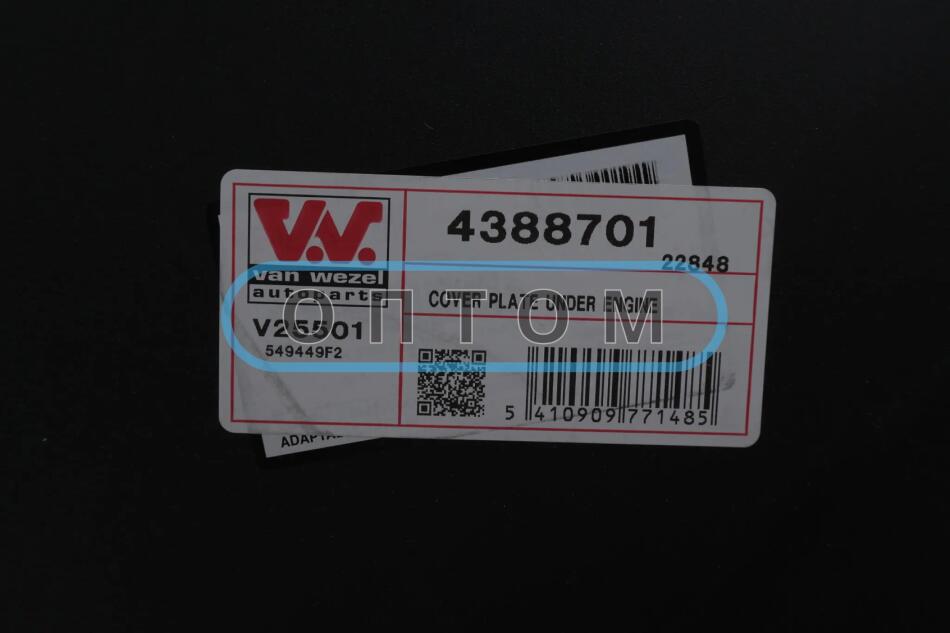 V.W.
van wezel
autoparts
4388701
22848
COVER PLATE UNDER ENGINE
ОПТОМ
V25501
549449F2
5 410909 771485